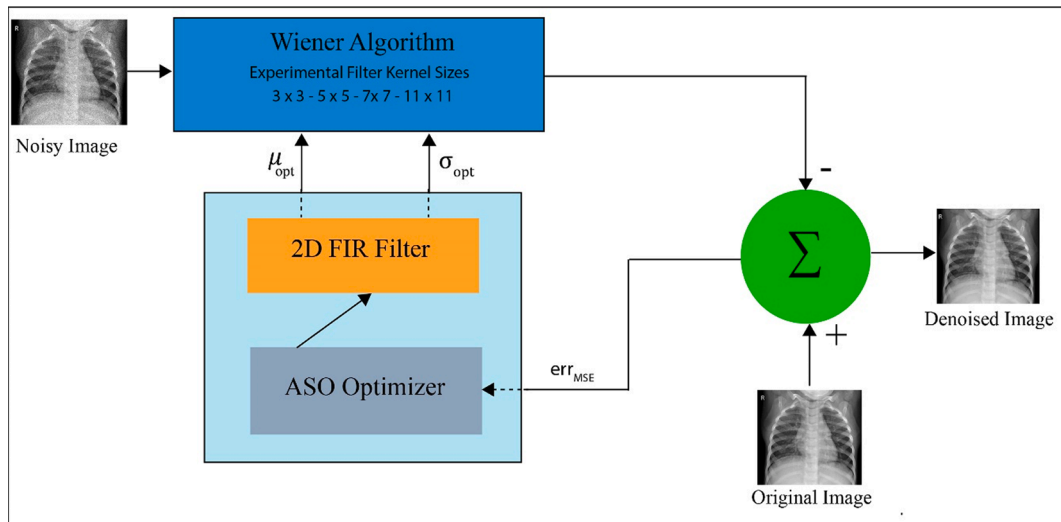 R
Noisy Image
Wiener Algorithm
Experimental Filter Kernel Sizes
3 x 3 - 5 x 5 - 7x 7 - 11 x 11
μopt
σopt
2D FIR Filter
ASO Optimizer
errMSE
-
Σ
+
R
Denoised Image
R
Original Image